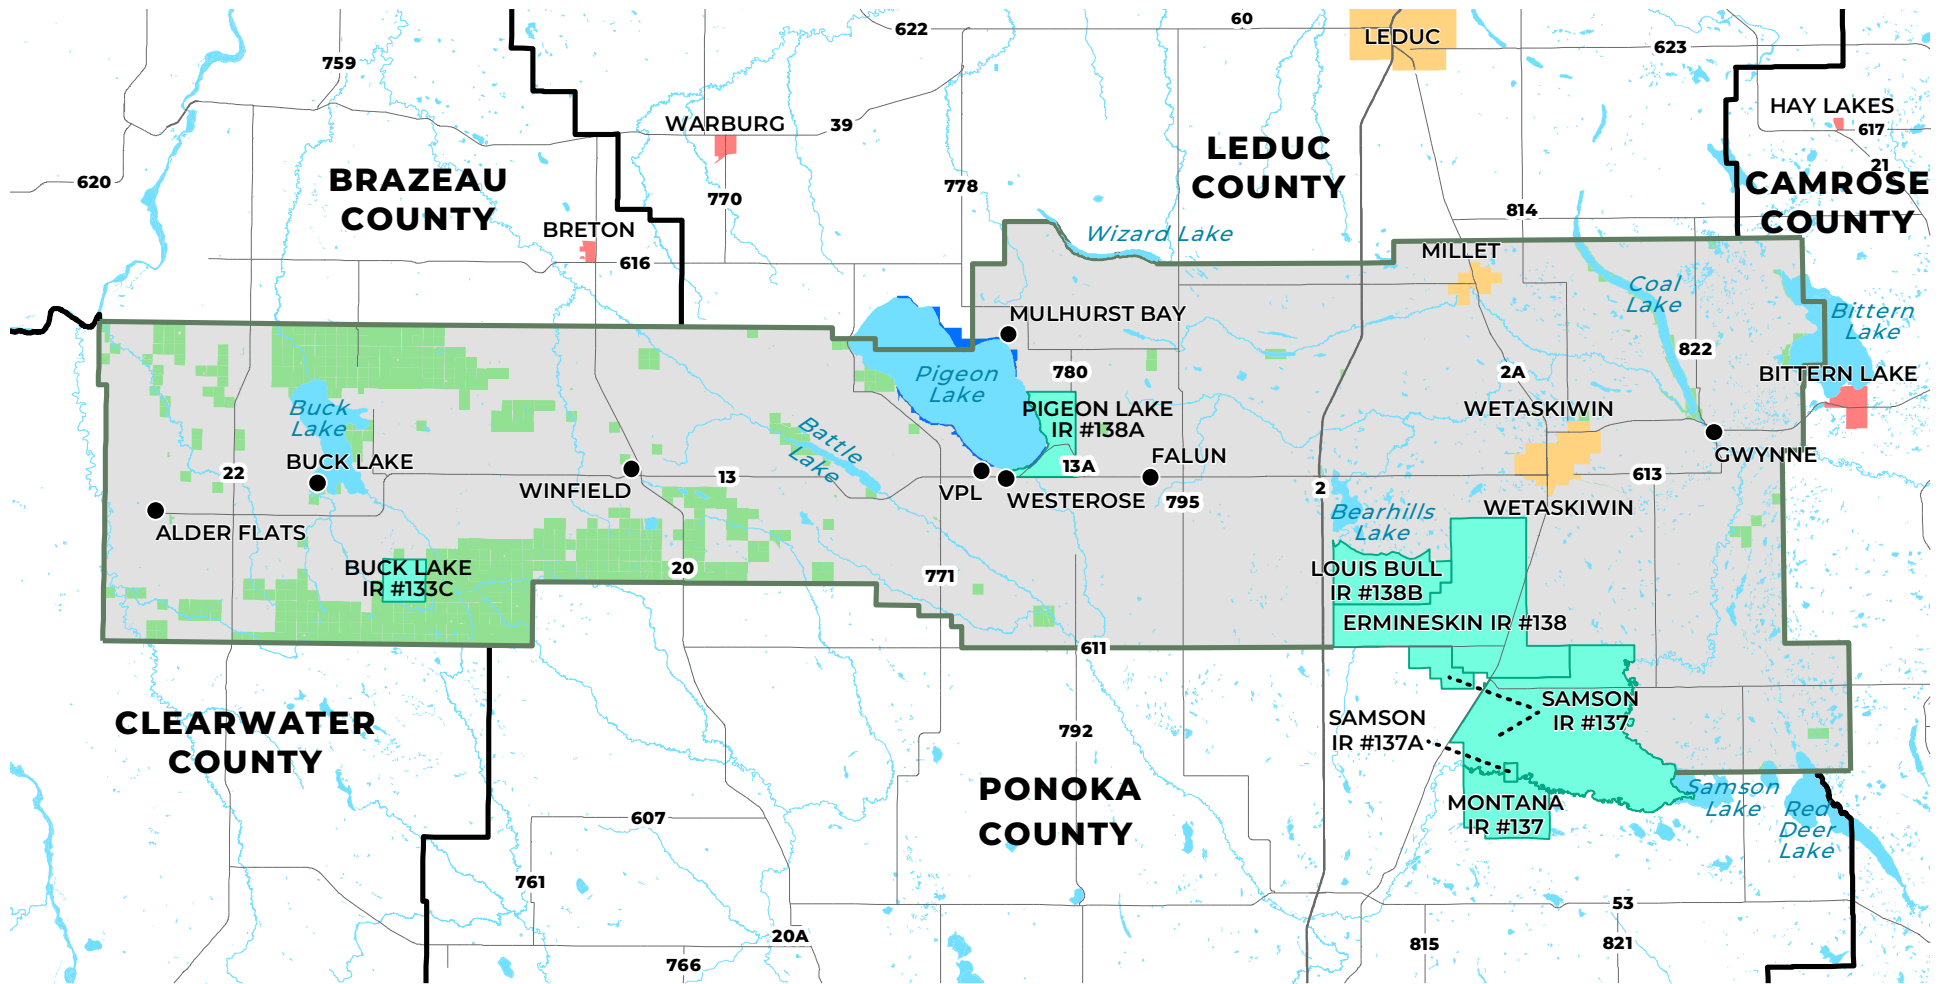 622
60
LEDUC
623
759
HAY LAKES
WARBURG
39
617
LEDUC
COUNTY
21
620
BRAZEAU
COUNTY
770
778
CAMROSE
COUNTY
814
BRETON
Wizard Lake
MILLET
616
Coal
Lake
MULHURST BAY
Bittern
Lake
822
Pigeon
Lake
780
2A
BITTERN LAKE
Buck
Lake
PIGEON LAKE
IR #138A
WETASKIWIN
Battle
Lake
BUCK LAKE
22
13A
FALUN
GWYNNE
WINFIELD
13
VPL
WESTEROSE
795
2
613
WETASKIWIN
ALDER FLATS
Bearhills
Lake
BUCK LAKE
IR #133C
20
771
LOUIS BULL
IR #138B
ERMINESKIN IR #138
611
SAMSON
IR #137
CLEARWATER
COUNTY
792
SAMSON
IR #137A
PONOKA
COUNTY
MONTANA
IR #137
Samson
Lake
Red
Deer
Lake
607
761
53
20A
815
821
766